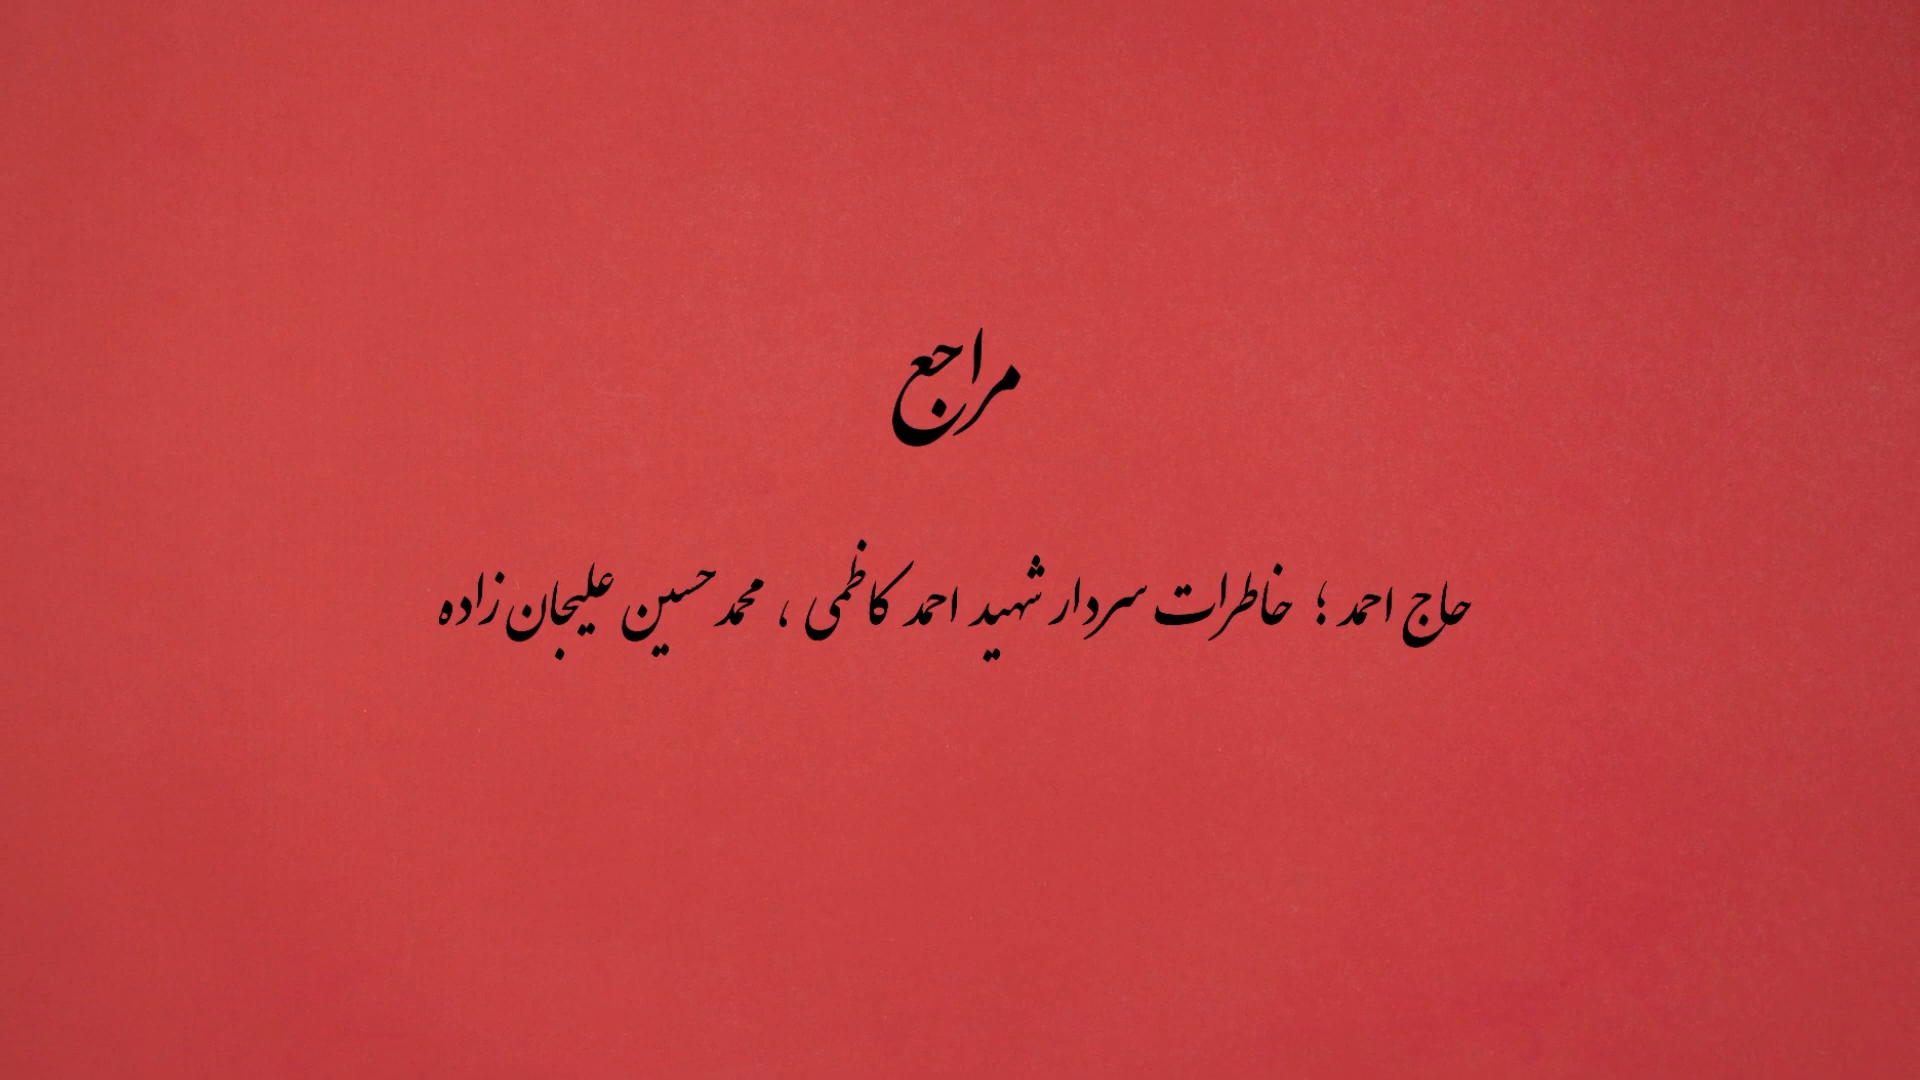 مراجع
حاج احمد ؛ خاطرات سردار شهید احمد کاظمی ، محمد حسین علیجان زاده